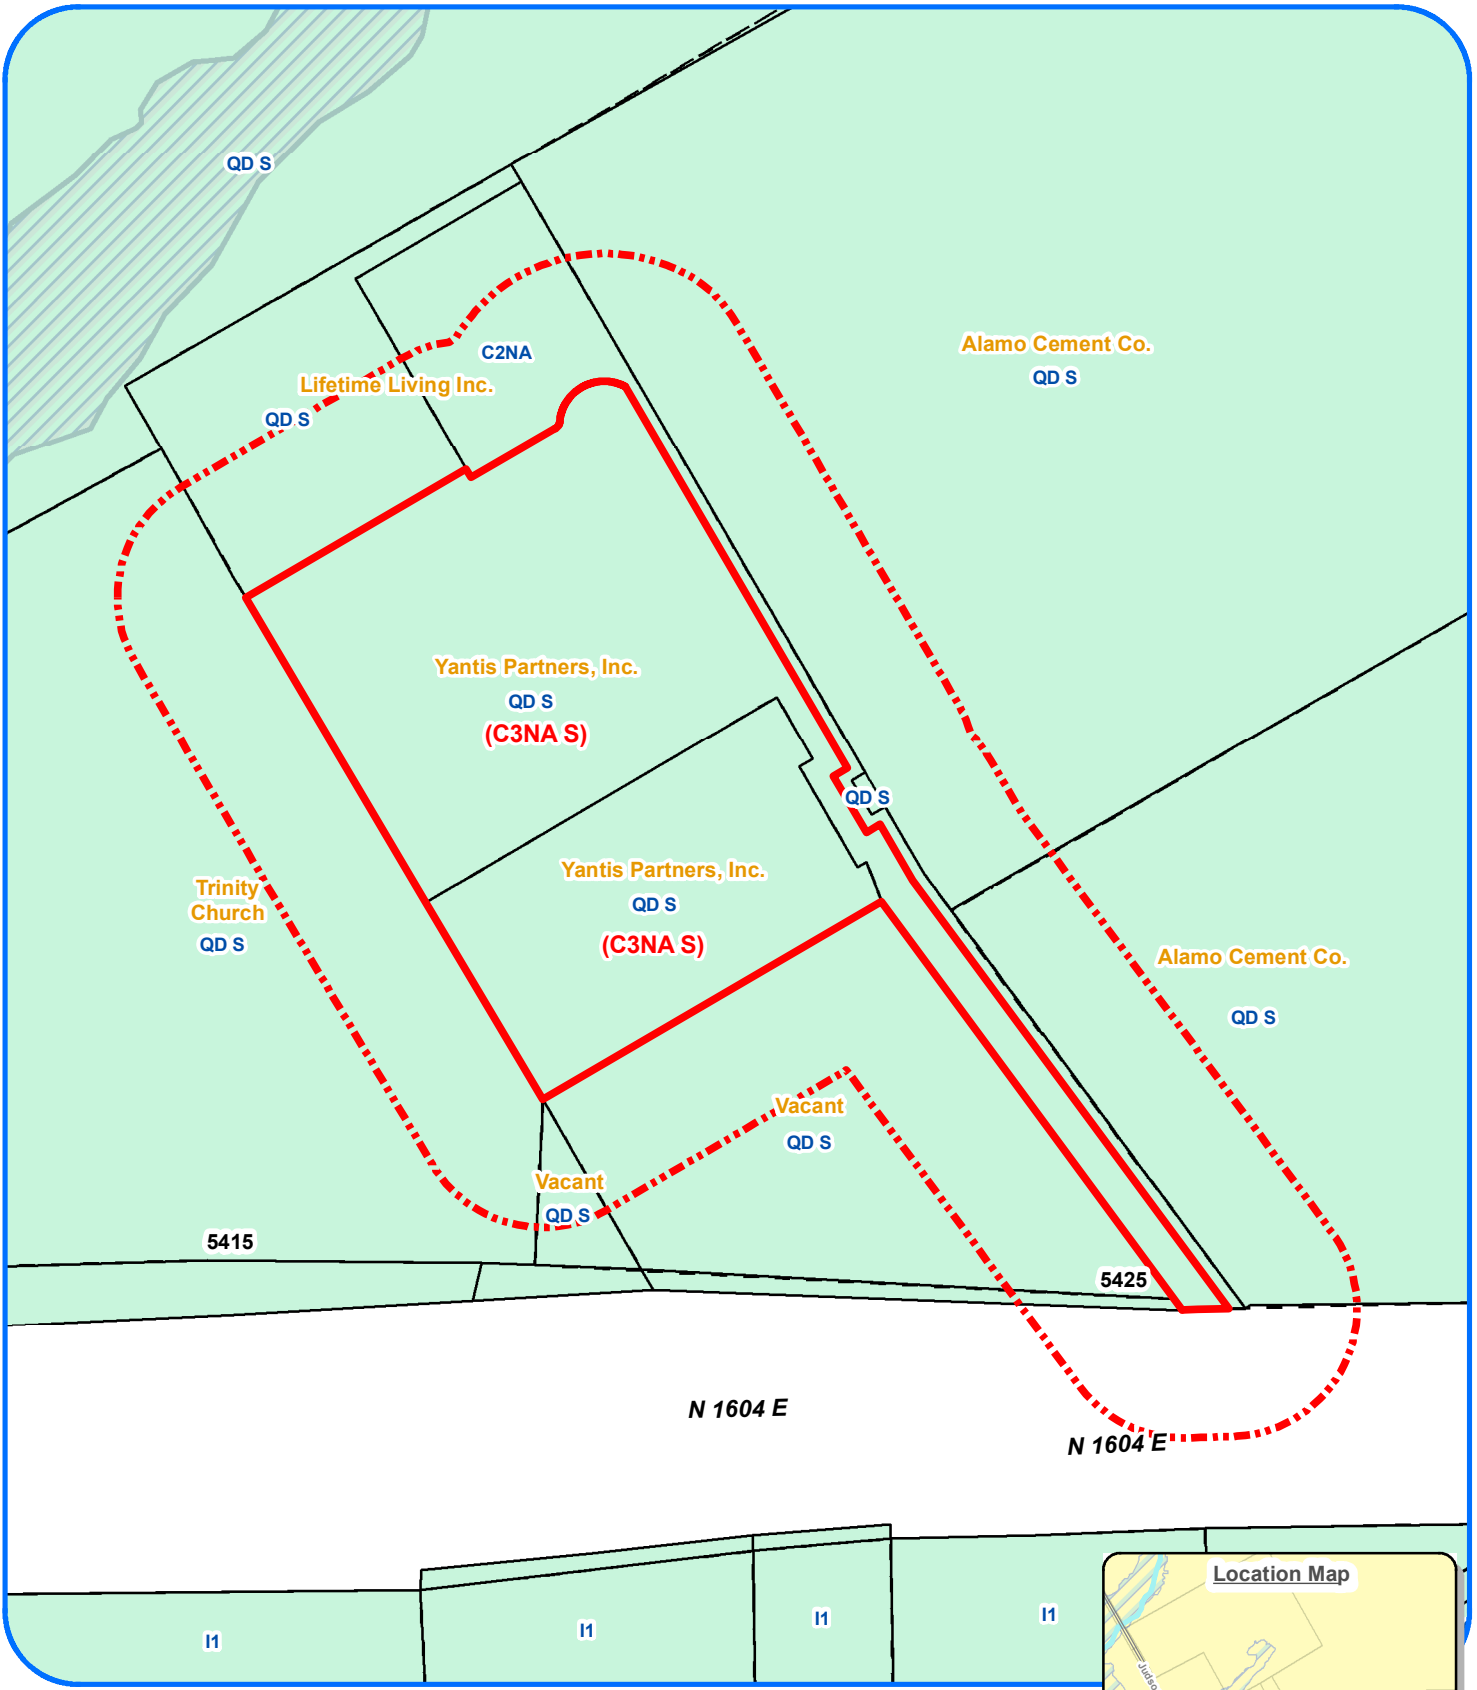 QD S
C2NA
Alamo Cement Co.
QD S
Lifetime Living Inc.
QD S
Yantis Partners, Inc.
QD S
(C3NA S)
QD S
Yantis Partners, Inc.
QD S
(C3NA S)
Trinity
Church
QD S
Alamo Cement Co.
QD S
Vacant
QD S
Vacant
QD S
5415
5425
N 1604 E
N 1604 E
Location Map
I1
I1
I1
I1